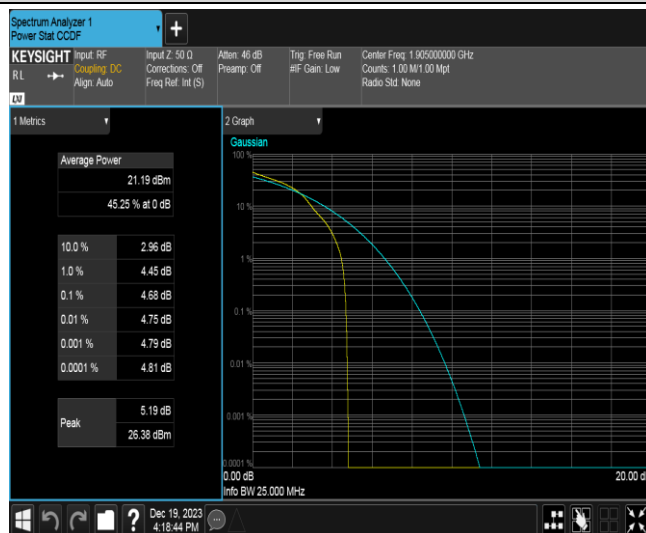 Spectrum Analyzer 1
Power Stat CCDF
KEYSIGHT
RL
LXI
Input: RF
Coupling: DC
Align: Auto
Input Z: 50 Ω
Corrections: Off
Freq Ref: Int (S)
Atten: 46 dB
Preamp: Off
Trig: Free Run
#IF Gain: Low
Center Freq: 1.905000000 GHz
Counts: 1.00 M/1.00 Mpt
Radio Std: None
1 Metrics
Average Power
21.19 dBm
45.25 % at 0 dB
10.0 % 2.96 dB
1.0 % 4.45 dB
0.1 % 4.68 dB
0.01 % 4.75 dB
0.001 % 4.79 dB
0.0001 % 4.81 dB
Peak
5.19 dB
26.38 dBm
2 Graph
Gaussian
100 %
10 %
1 %
0.1 %
0.01 %
0.001 %
0.0001 %
0.00 dB
20.00 d
Info BW 25.000 MHz
Dec 19, 2023
4:18:44 PM